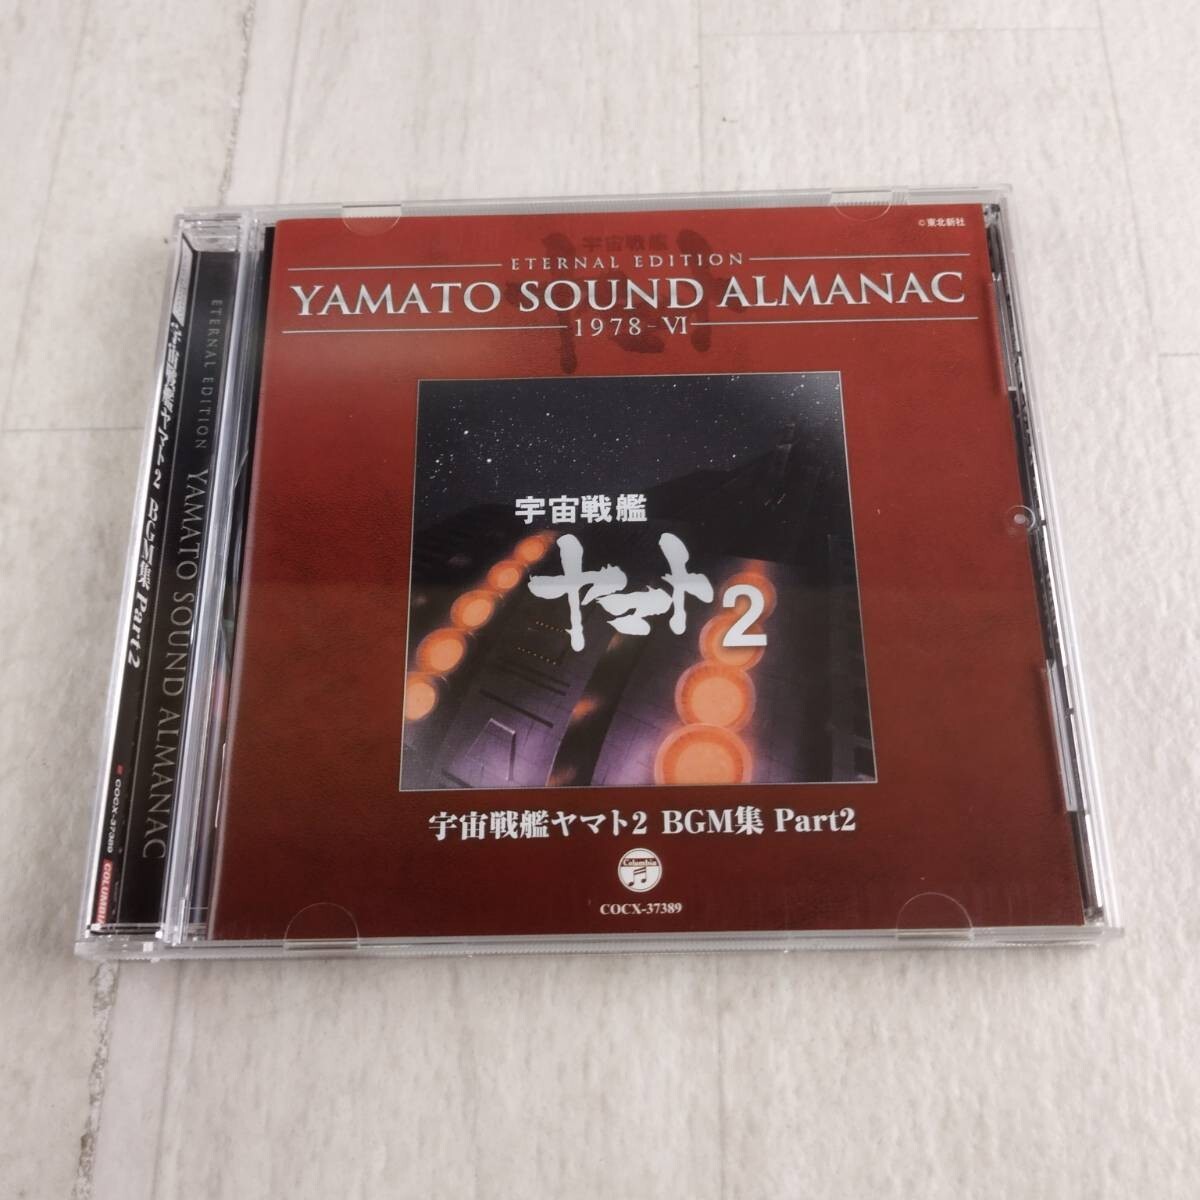 ©東北新社
宇宙戦艦
ETERNAL EDITION
YAMATO SOUND ALMANAC
1978-VI
宇宙戦艦
ヤマト2
宇宙戦艦ヤマト2 BGM集 Part2
Columbia
COCX-37389
ETERNAL EDITION YAMATO SOUND ALMANAC
宇宙戦艦ヤマト2 BGM集 Part2
COCX-37389
COLUMBIA